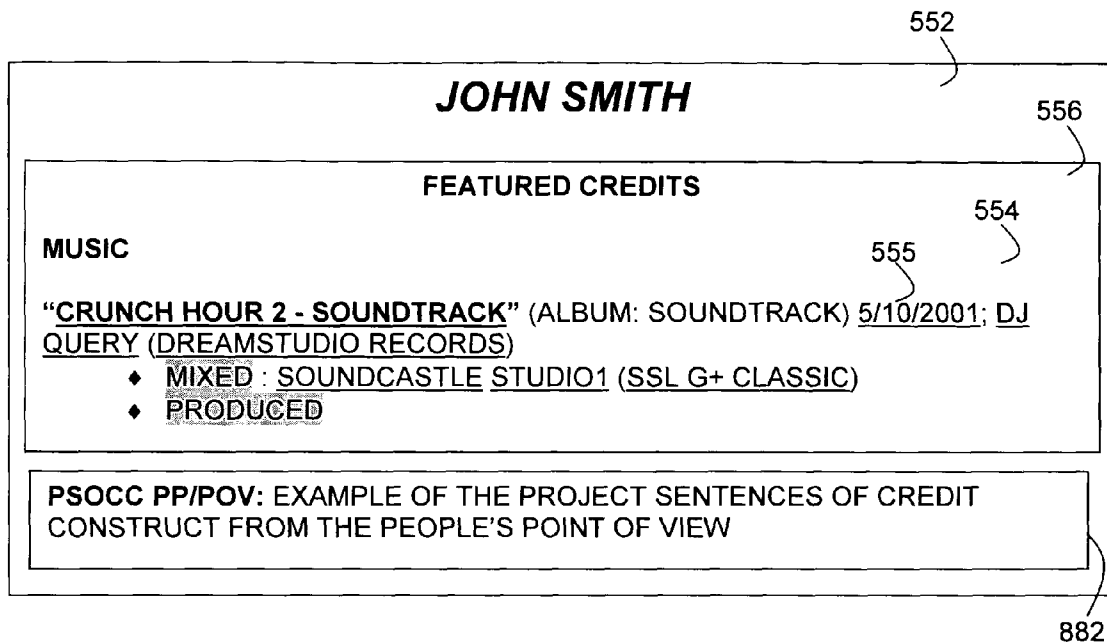 552
JOHN SMITH
556
FEATURED CREDITS
554
MUSIC
555
“CRUNCH HOUR 2 - SOUNDTRACK” (ALBUM: SOUNDTRACK) 5/10/2001; DJ
QUERY (DREAMSTUDIO RECORDS)
♦ MIXED : SOUNDCASTLE STUDIO1 (SSL G+ CLASSIC)
♦ PRODUCED
PSOCC PP/POV: EXAMPLE OF THE PROJECT SENTENCES OF CREDIT
CONSTRUCT FROM THE PEOPLE'S POINT OF VIEW
882